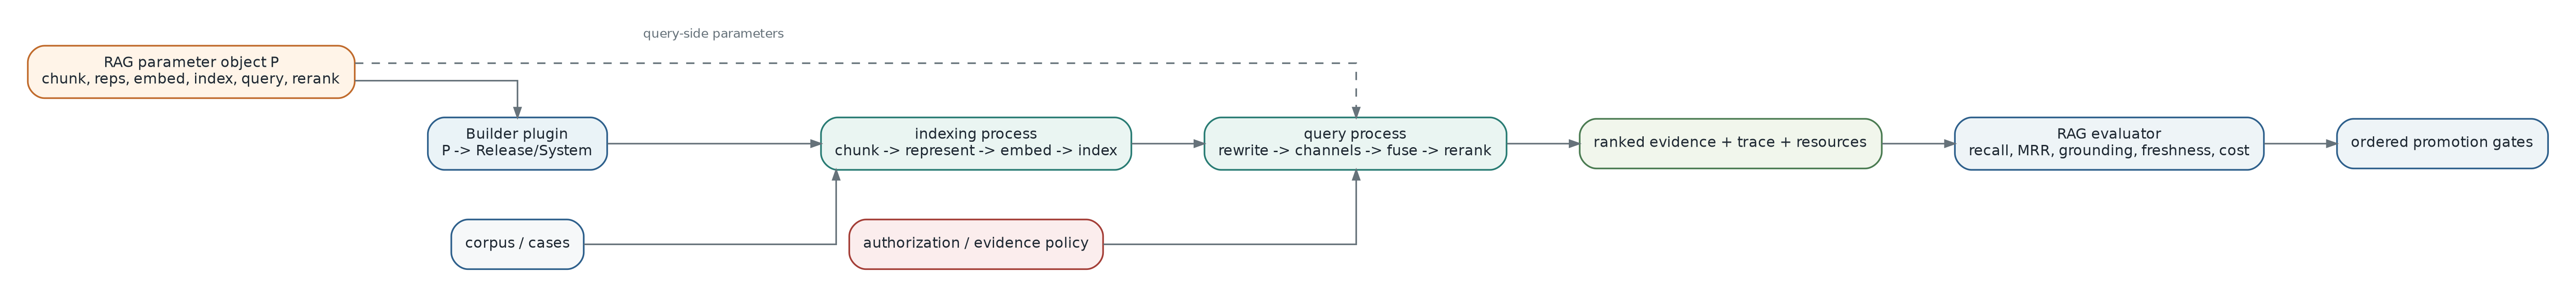 query-side parameters
RAG parameter object P
chunk, reps, embed, index, query, rerank
Builder plugin
P -> Release/System
indexing process
chunk -> represent -> embed -> index
query process
rewrite -> channels -> fuse -> rerank
ranked evidence + trace + resources
RAG evaluator
recall, MRR, grounding, freshness, cost
ordered promotion gates
corpus / cases
authorization / evidence policy